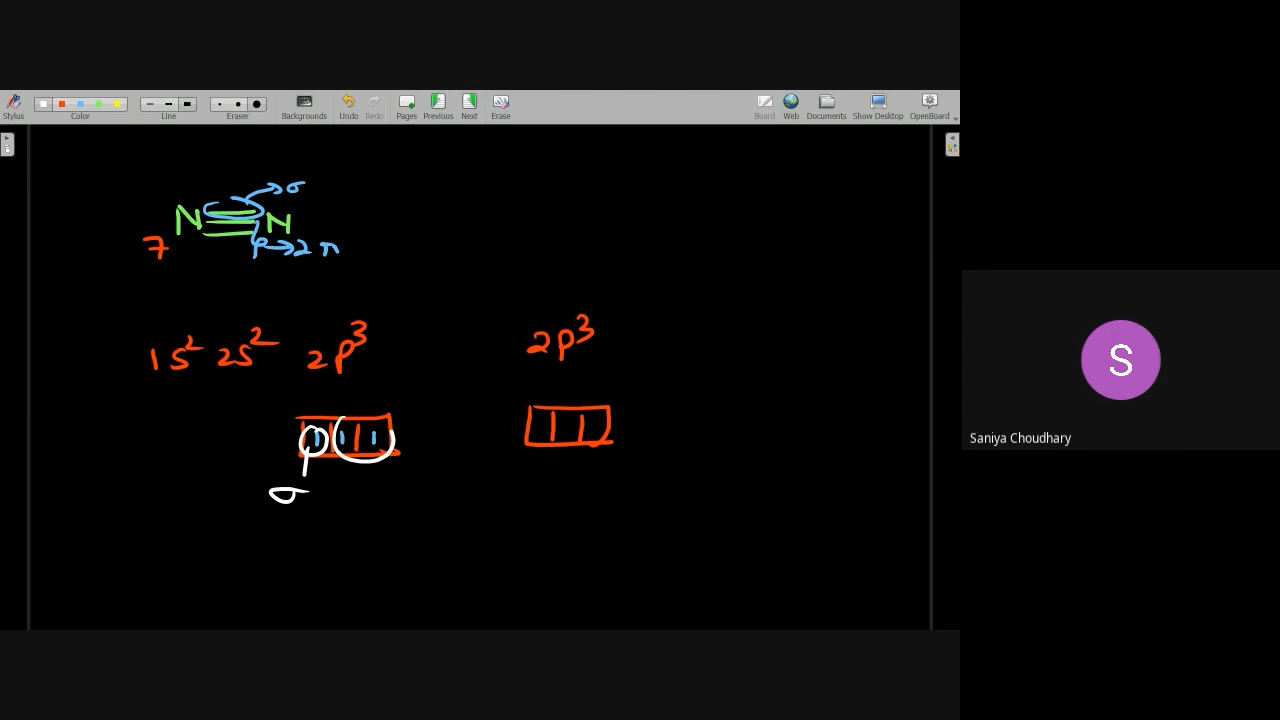 Stylus Color Line Eraser Backgrounds Undo Redo Pages Previous Next Erase Board Web Documents Show Desktop OpenBoard
→σ
N≡N
7 →2 π
1s² 2s² 2p³ 2p³
σ
S
Saniya Choudhary